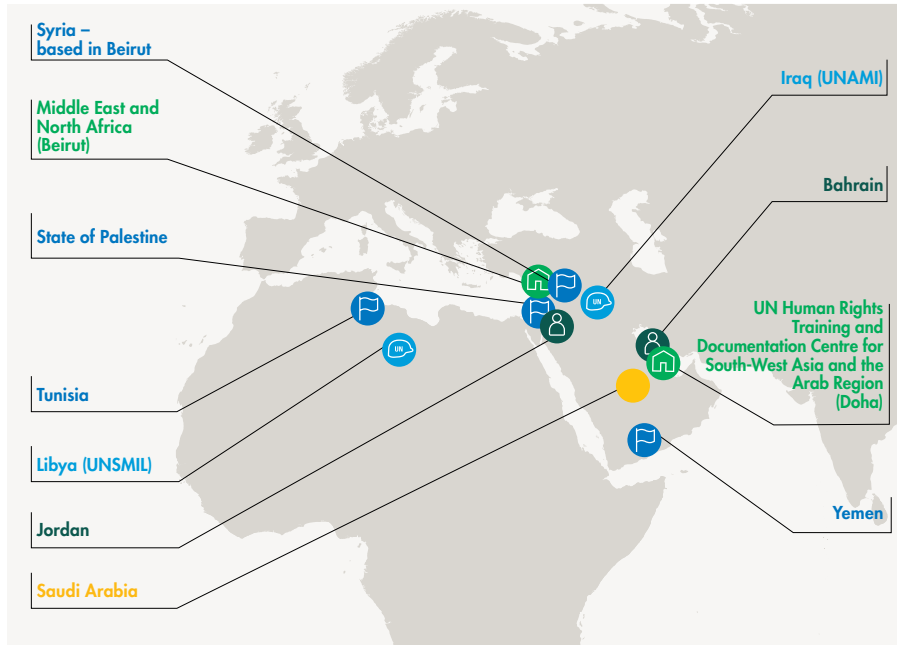 Syria –
based in Beirut
Middle East and
North Africa
(Beirut)
State of Palestine
Tunisia
Libya (UNSMIL)
Jordan
Saudi Arabia
Iraq (UNAMI)
Bahrain
UN Human Rights
Training and
Documentation Centre for
South-West Asia and the
Arab Region
(Doha)
Yemen
UN
UN